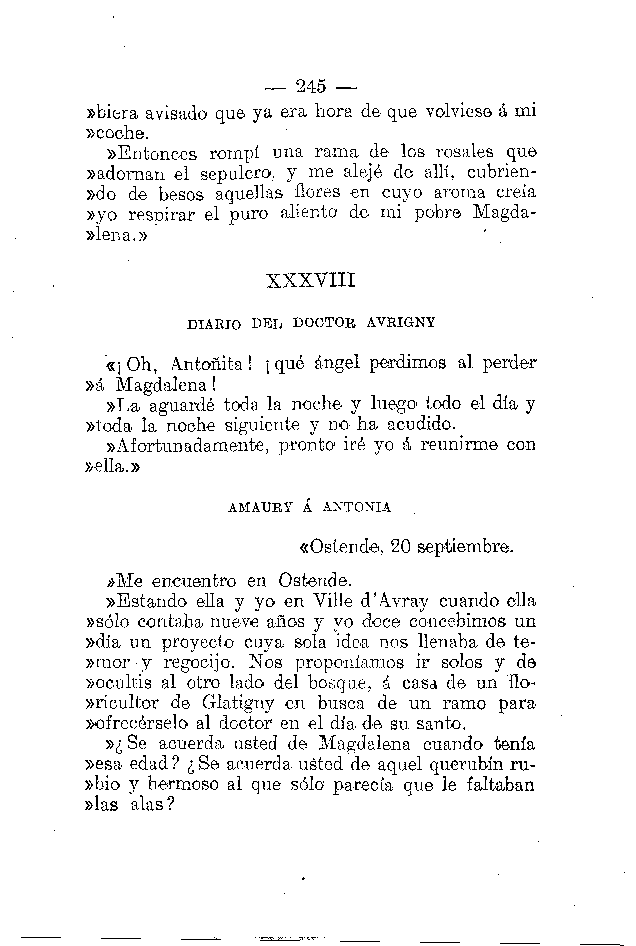 — 245 —
»biera avisado que ya era hora de que volviese á mi
»coche.
»Entonces rompí una rama de los rosales que
»adornan el sepulcro, y me alejé de allí, cubrien-
»do de besos aquellas flores en cuyo aroma creía
»yo respirar el puro aliento de mi pobre Magda-
»lena.»
XXXVIII
DIARIO DEL DOCTOR AVRIGNY
«¡Oh, Antoñita! ¡qué ángel perdimos al perder
»á Magdalena!
»La aguardé toda la noche y luego todo el día y
»toda la noche siguiente y no ha acudido.
»Afortunadamente, pronto iré yo á reunirme con
»ella.»
AMAURY Á ANTONIA
«Ostende, 20 septiembre.
»Me encuentro en Ostende.
»Estando ella y yo en Ville d'Avray cuando ella
»sólo contaba nueve años y yo doce concebimos un
»día un proyecto cuya sola idea nos llenaba de te-
»mor y regocijo. Nos proponíamos ir solos y de
»ocultis al otro lado del bosque, á casa de un flo-
»ricultor de Glatigny en busca de un ramo para
»ofrecérselo al doctor en el día de su santo.
»¿Se acuerda usted de Magdalena cuando tenía
»esa edad? ¿Se acuerda usted de aquel querubín ru-
»bio y hermoso al que sólo parecía que le faltaban
»las alas?